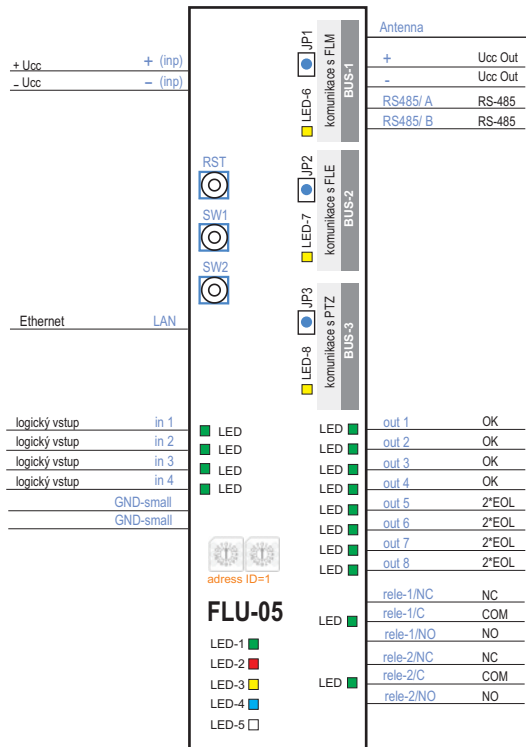 Antenna
+ Ucc + (inp)
– Ucc – (inp)
+ Ucc Out
- Ucc Out
RS485/ A RS-485
RS485/ B RS-485
JP1
LED-6
komunikace s FLM
BUS-1
JP2
LED-7
komunikace s FLE
BUS-2
JP3
LED-8
komunikace s PTZ
BUS-3
RST
SW1
SW2
Ethernet LAN
logický vstup in 1 LED
logický vstup in 2 LED
logický vstup in 3 LED
logický vstup in 4 LED
GND-small
GND-small
LED out 1 OK
LED out 2 OK
LED out 3 OK
LED out 4 OK
LED out 5 2*EOL
LED out 6 2*EOL
LED out 7 2*EOL
LED out 8 2*EOL
adress ID=1
FLU-05
rele-1/NC NC
LED rele-1/C COM
rele-1/NO NO
rele-2/NC NC
LED rele-2/C COM
rele-2/NO NO
LED-1
LED-2
LED-3
LED-4
LED-5